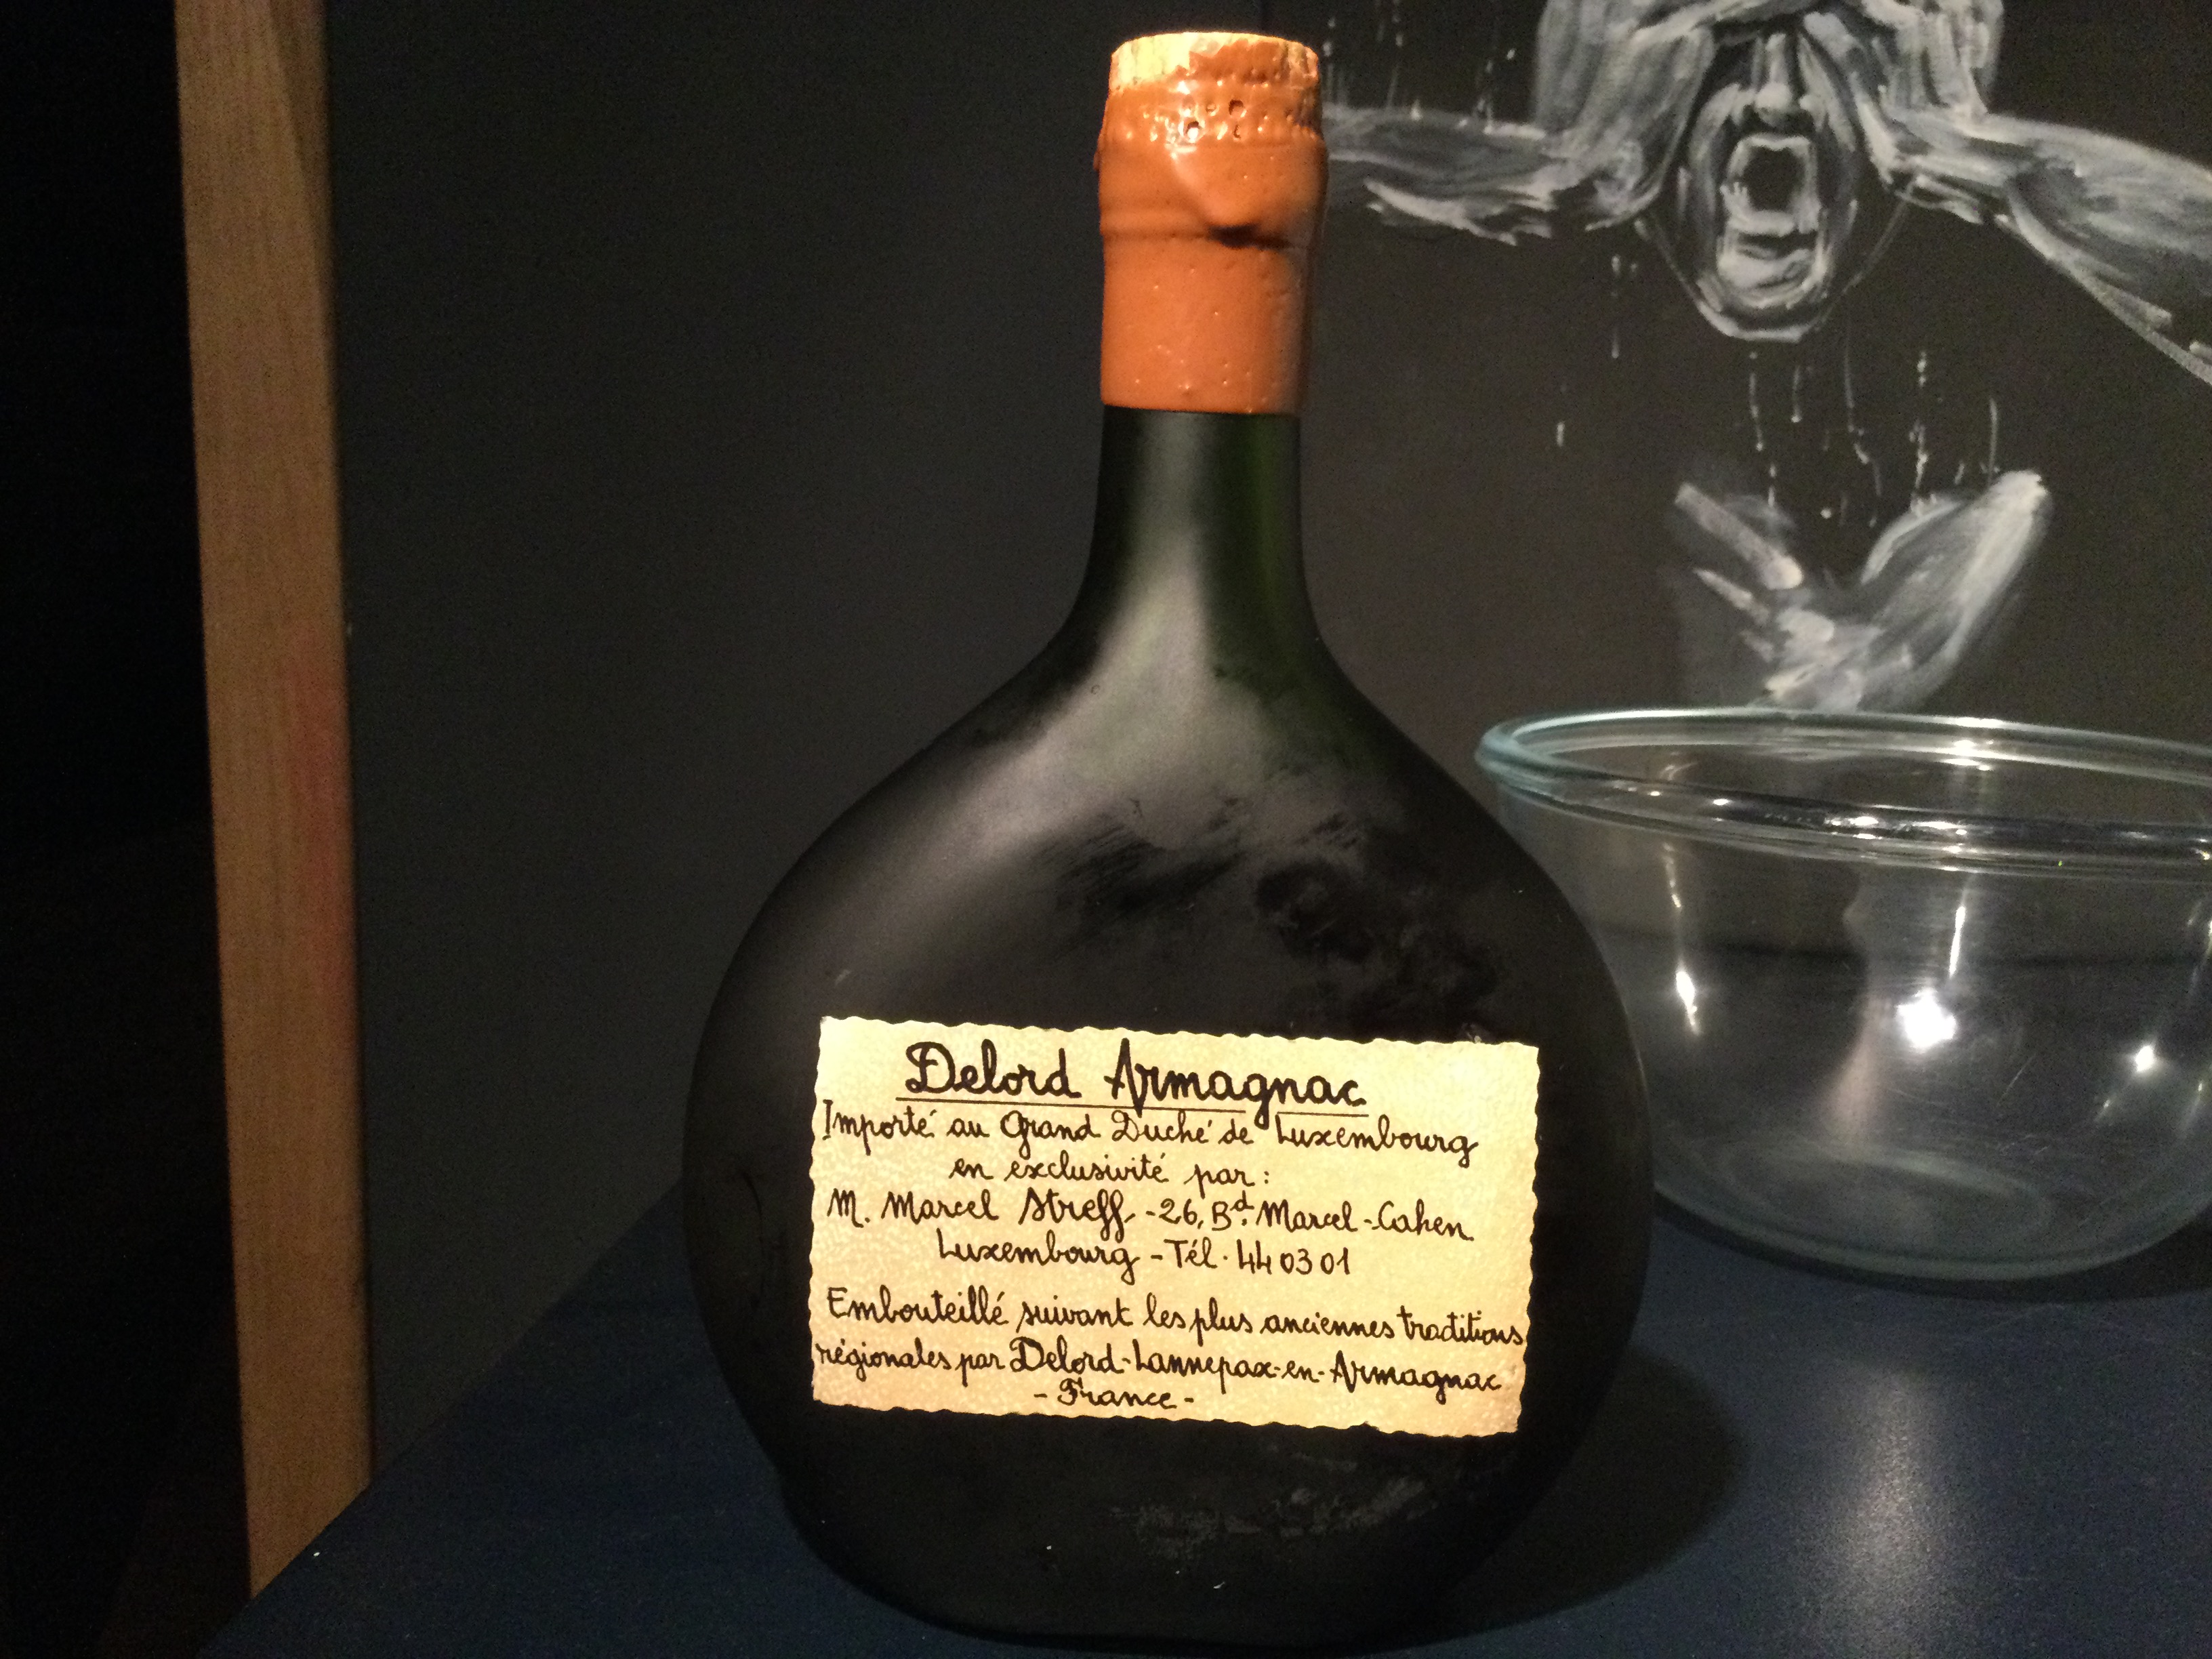 Delord Armagnac
Importé au Grand Duché de Luxembourg
en exclusivité par:
M. Marcel Streff - 26, Bd. Marcel-Cahen
Luxembourg - Tél. 44 03 01
Embouteillé suivant les plus anciennes traditions
régionales par Delord-Lannepax-en-Armagnac
- France -